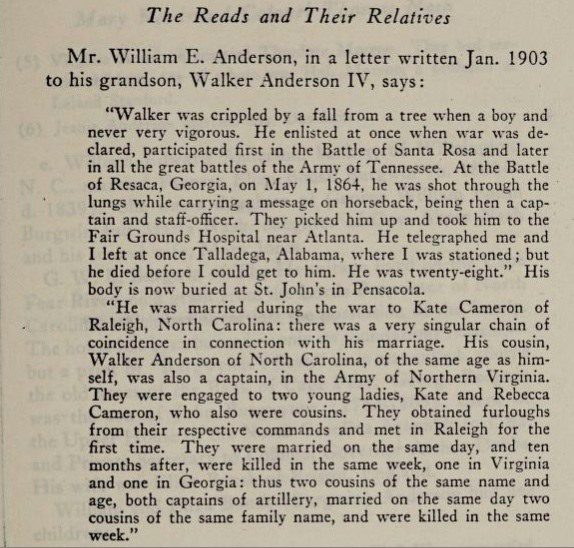 The Reads and Their Relatives
Mr. William E. Anderson, in a letter written Jan. 1903
to his grandson, Walker Anderson IV, says:
"Walker was crippled by a fall from a tree when a boy and
never very vigorous. He enlisted at once when war was de-
clared, participated first in the Battle of Santa Rosa and later
in all the great battles of the Army of Tennessee. At the Battle
of Resaca, Georgia, on May 1, 1864, he was shot through the
lungs while carrying a message on horseback, being then a cap-
tain and staff-officer. They picked him up and took him to the
Fair Grounds Hospital near Atlanta. He telegraphed me and
I left at once Talladega, Alabama, where I was stationed; but
he died before I could get to him. He was twenty-eight." His
body is now buried at St. John's in Pensacola.
"He was married during the war to Kate Cameron of
Raleigh, North Carolina: there was a very singular chain of
coincidence in connection with his marriage. His cousin,
Walker Anderson of North Carolina, of the same age as him-
self, was also a captain, in the Army of Northern Virginia.
They were engaged to two young ladies, Kate and Rebecca
Cameron, who also were cousins. They obtained furloughs
from their respective commands and met in Raleigh for the
first time. They were married on the same day, and ten
months after, were killed in the same week, one in Virginia
and one in Georgia: thus two cousins of the same name and
age, both captains of artillery, married on the same day two
cousins of the same family name, and were killed in the same
week."